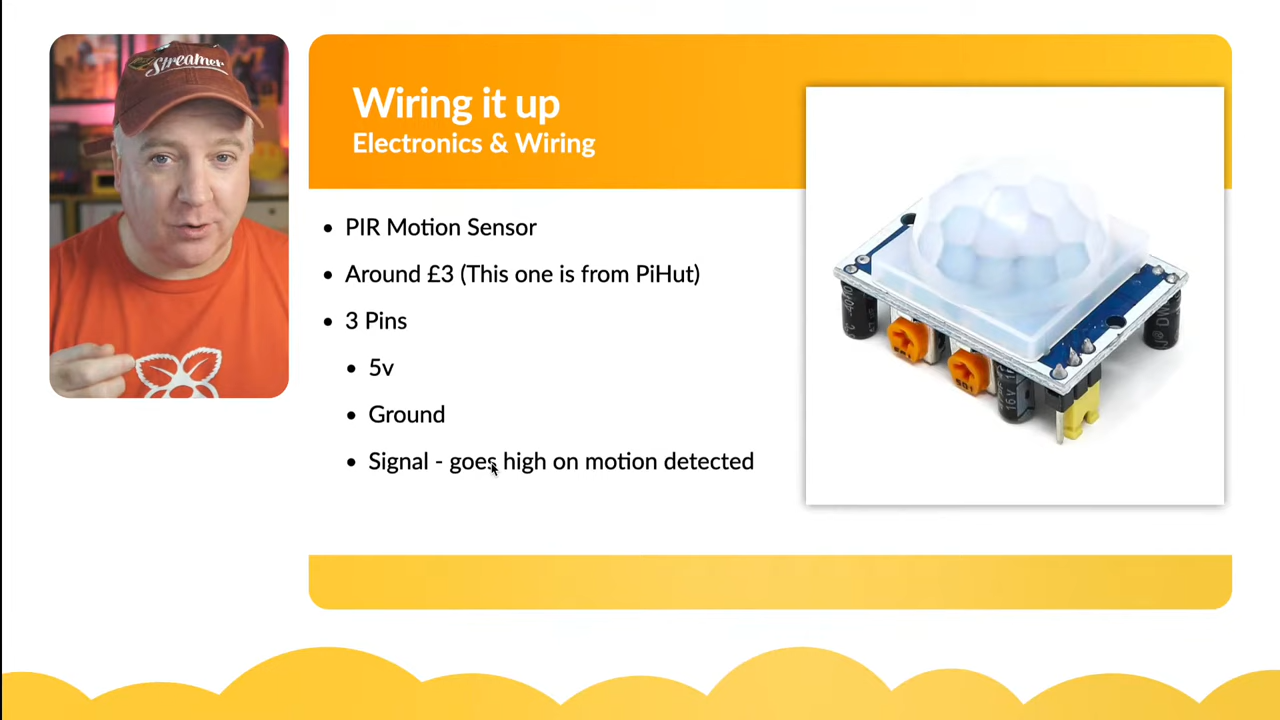 Streamer
Wiring it up
Electronics & Wiring
PIR Motion Sensor
Around £3 (This one is from PiHut)
3 Pins
5v
Ground
Signal - goes high on motion detected